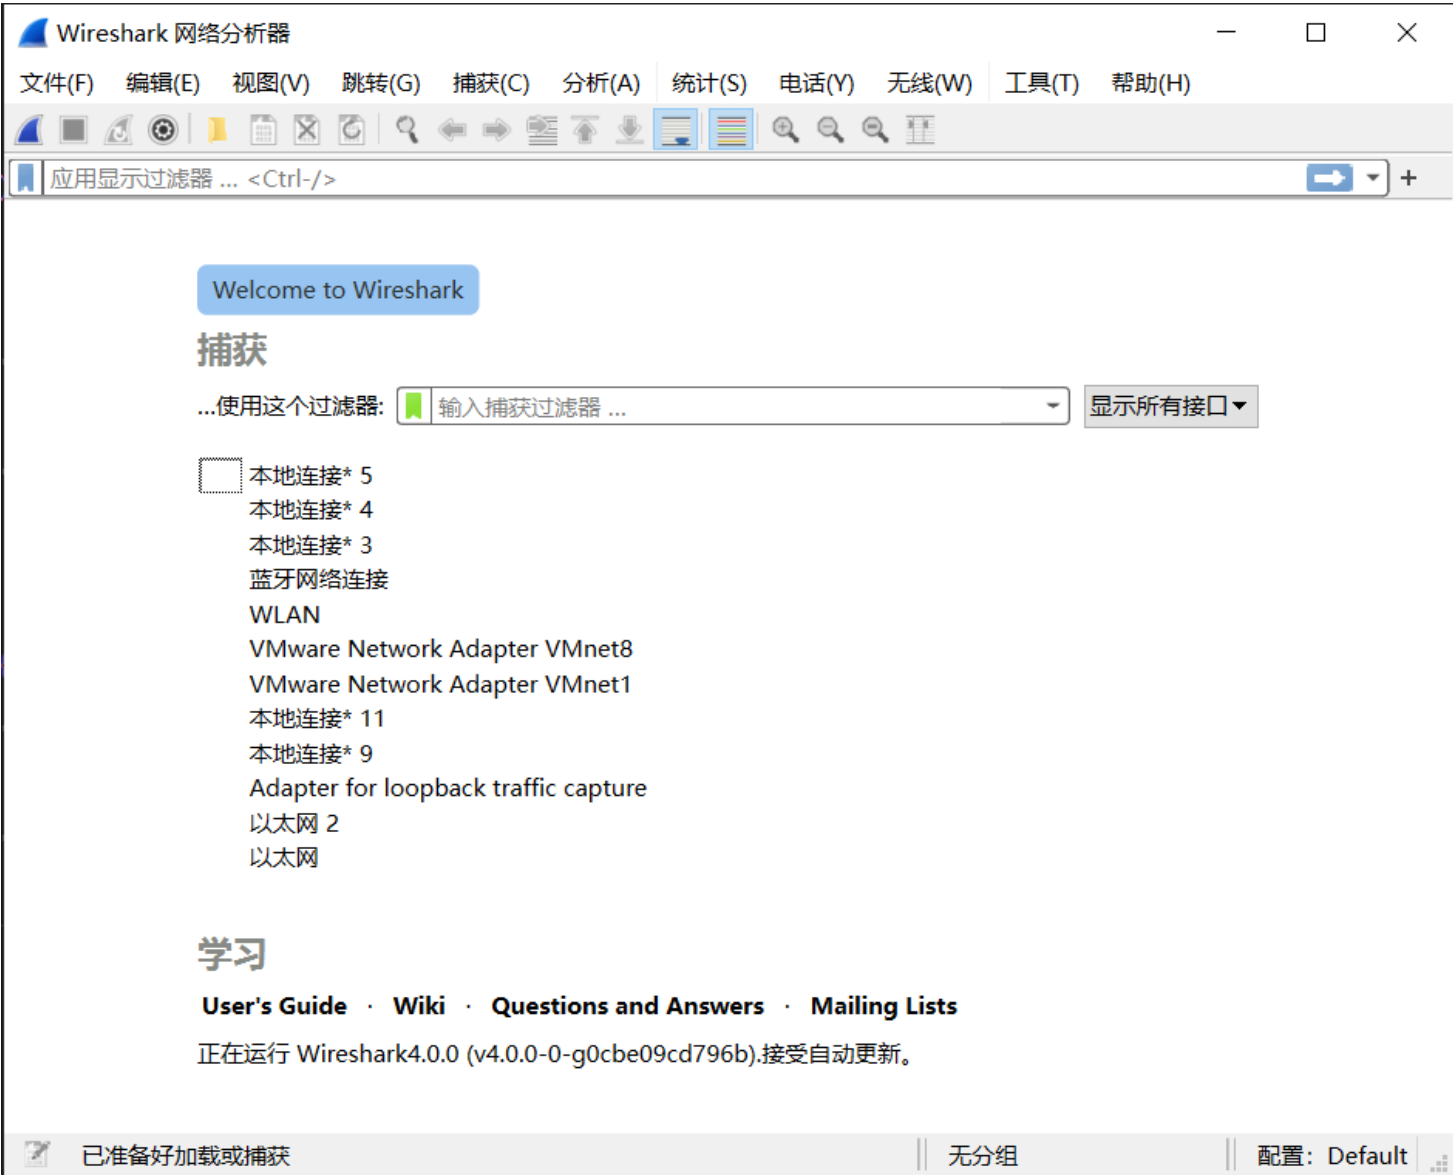 Wireshark 网络分析器
文件(F) 编辑(E) 视图(V) 跳转(G) 捕获(C) 分析(A) 统计(S) 电话(Y) 无线(W) 工具(T) 帮助(H)
应用显示过滤器 ... <Ctrl-/>
Welcome to Wireshark
捕获
...使用这个过滤器: 输入捕获过滤器 ... 显示所有接口
本地连接* 5
本地连接* 4
本地连接* 3
蓝牙网络连接
WLAN
VMware Network Adapter VMnet8
VMware Network Adapter VMnet1
本地连接* 11
本地连接* 9
Adapter for loopback traffic capture
以太网 2
以太网
学习
User's Guide · Wiki · Questions and Answers · Mailing Lists
正在运行 Wireshark4.0.0 (v4.0.0-0-g0cbe09cd796b).接受自动更新。
已准备好加载或捕获 无分组 配置：Default